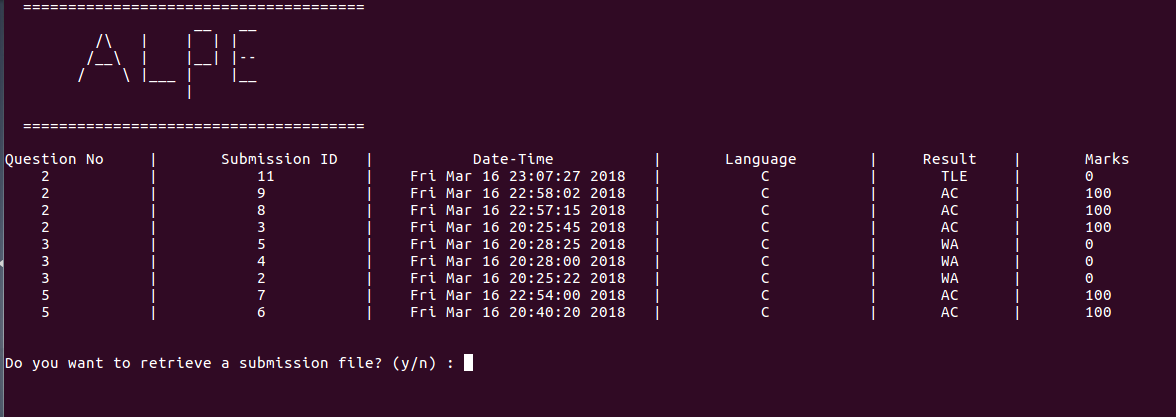 ======================================
__   __
/\   |    |  | |
/__\  |    |__| |--
/    \ |___ |    |__
|
======================================
Question No | Submission ID | Date-Time | Language | Result | Marks
2 | 11 | Fri Mar 16 23:07:27 2018 | C | TLE | 0
2 | 9 | Fri Mar 16 22:58:02 2018 | C | AC | 100
2 | 8 | Fri Mar 16 22:57:15 2018 | C | AC | 100
2 | 3 | Fri Mar 16 20:25:45 2018 | C | AC | 100
3 | 5 | Fri Mar 16 20:28:25 2018 | C | WA | 0
3 | 4 | Fri Mar 16 20:28:00 2018 | C | WA | 0
3 | 2 | Fri Mar 16 20:25:22 2018 | C | WA | 0
5 | 7 | Fri Mar 16 22:54:00 2018 | C | AC | 100
5 | 6 | Fri Mar 16 20:40:20 2018 | C | AC | 100
Do you want to retrieve a submission file? (y/n) :